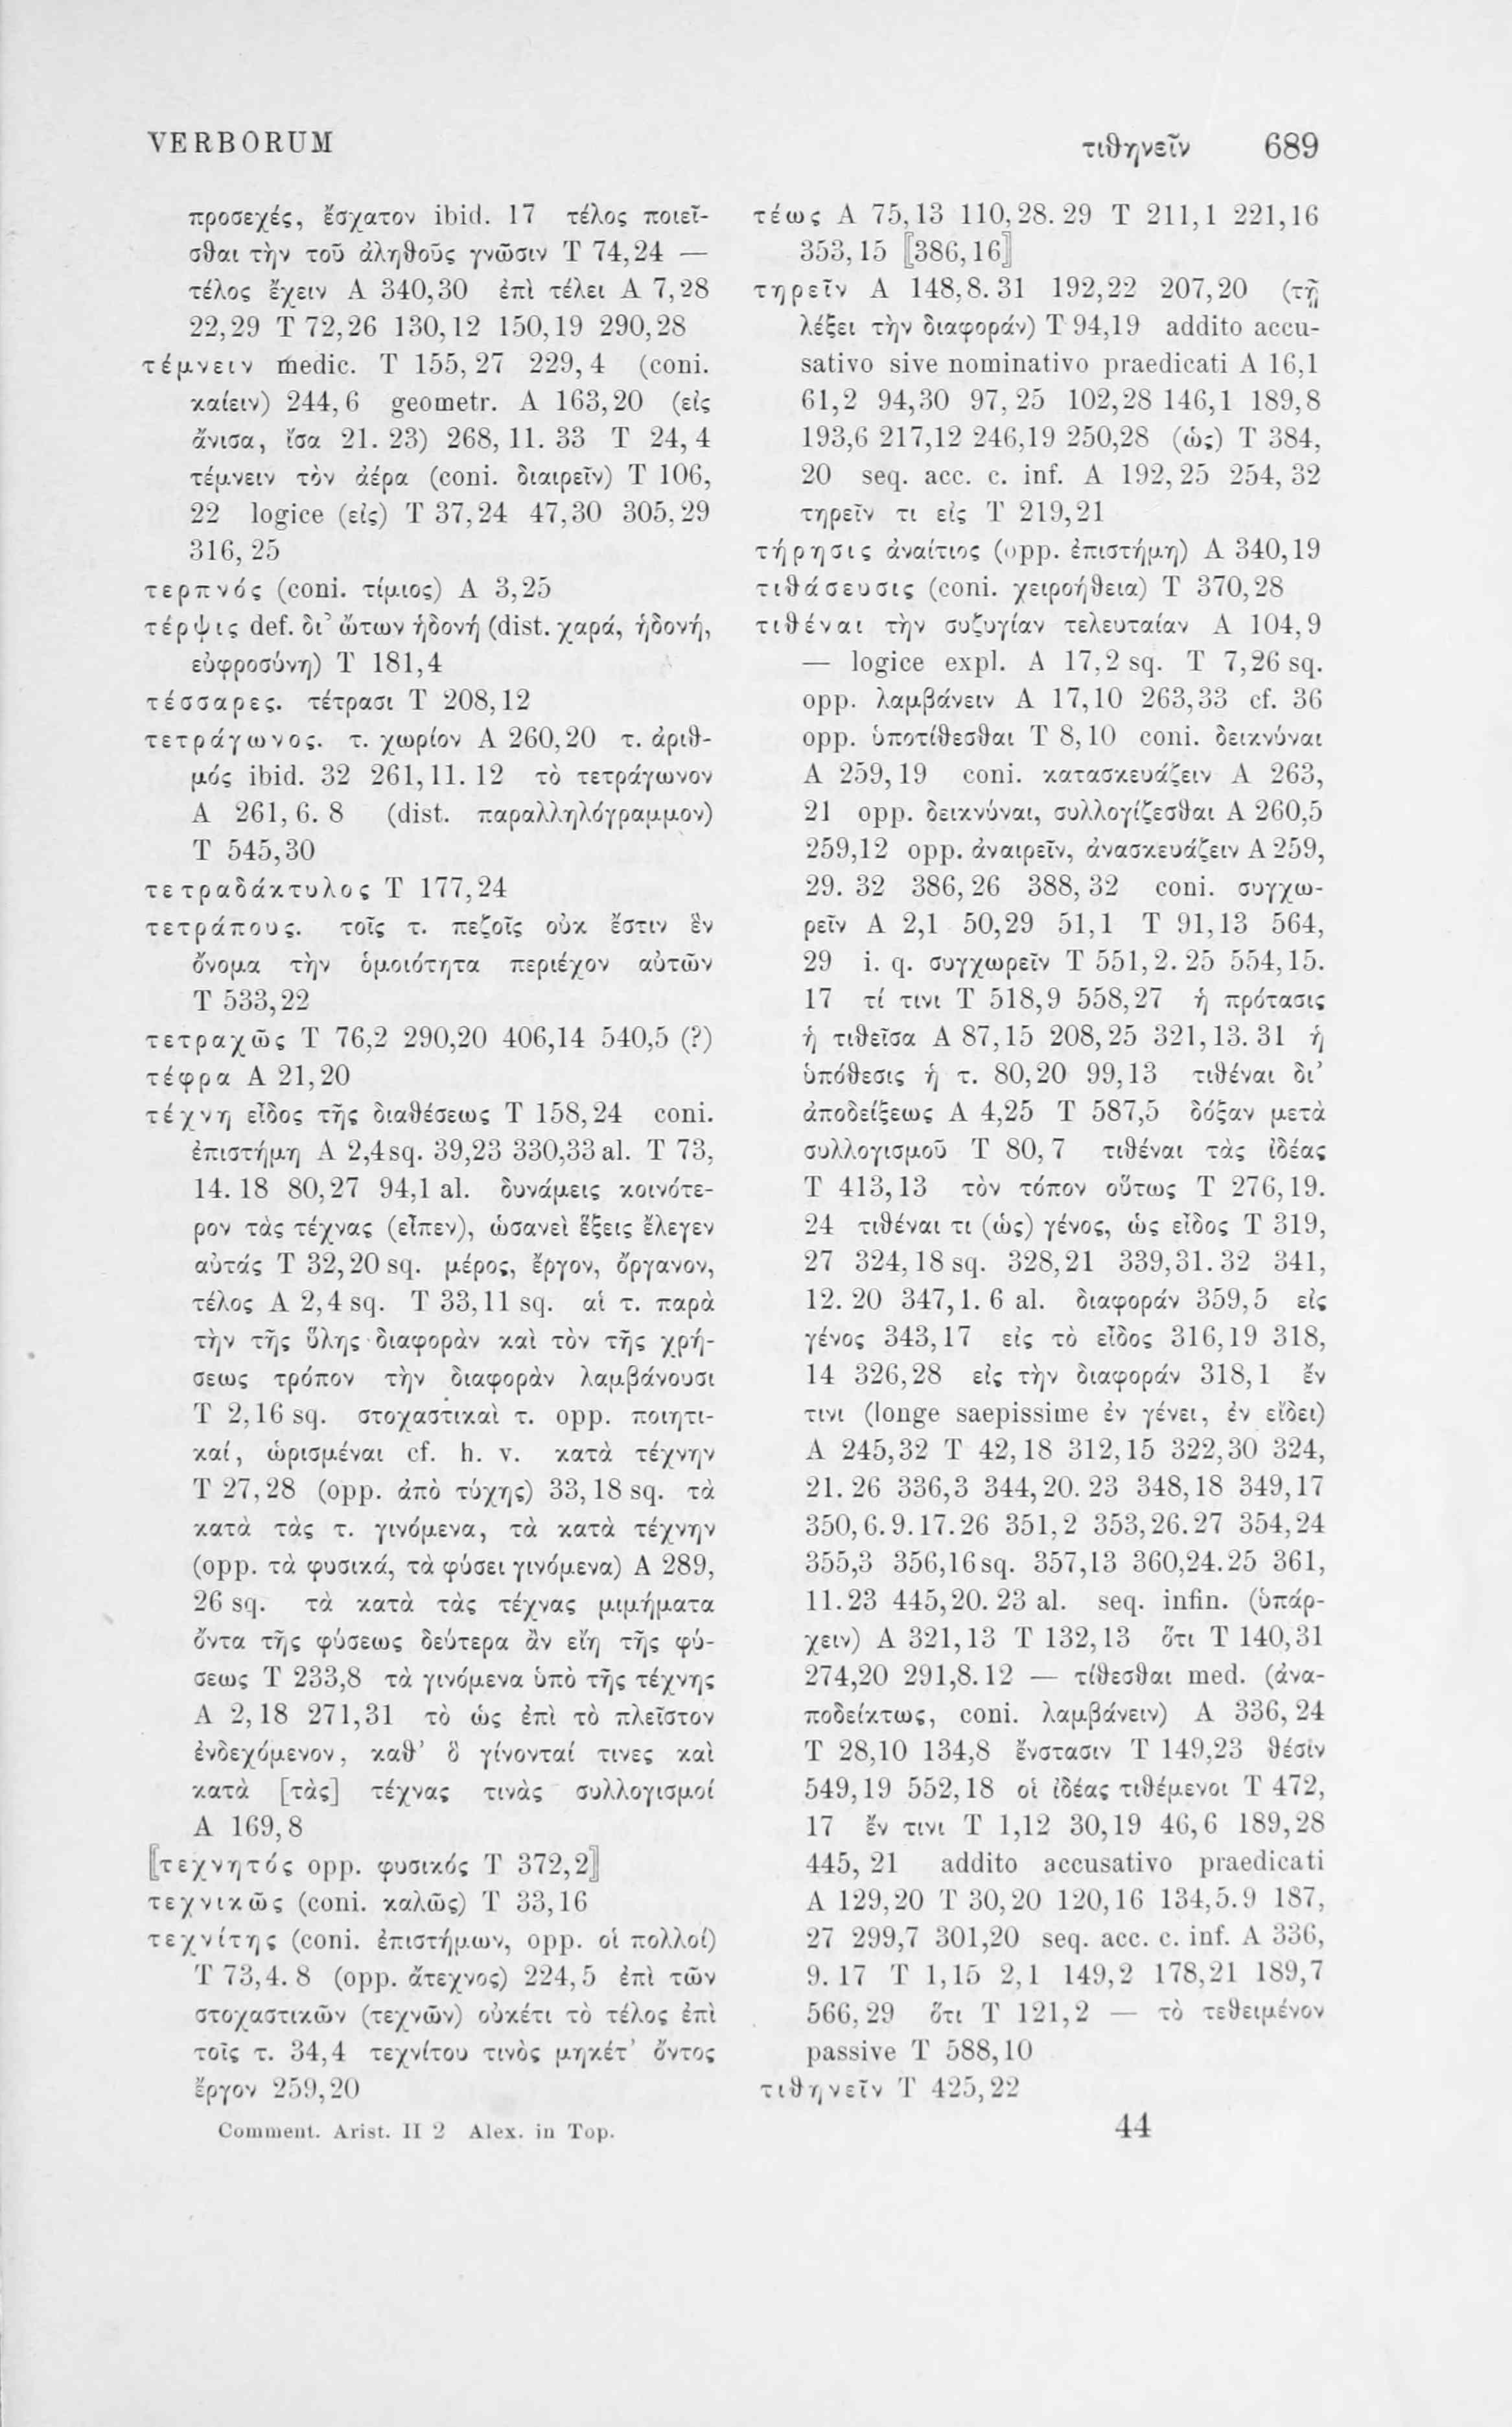 VERBORUM
τιθηνεῖν 689
προσεχές, ἔσχατον ibid. 17 τέλος ποιεῖ-
σθαι τὴν τοῦ ἀληθοῦς γνῶσιν T 74,24 —
τέλος ἔχειν A 340,30 ἐπὶ τέλει A 7,28
22,29 T 72,26 130,12 150,19 290,28
τέμνειν medic. T 155,27 229,4 (coni.
καίειν) 244,6 geometr. A 163,20 (εἰς
ἄνισα, ἴσα 21. 23) 268,11. 33 T 24,4
τέμνειν τὸν ἀέρα (coni. διαιρεῖν) T 106,
22 logice (εἰς) T 37,24 47,30 305,29
316,25
τερπνός (coni. τίμιος) A 3,25
τέρψις def. δι’ ὤτων ἡδονή (dist. χαρά, ἡδονή,
εὐφροσύνη) T 181,4
τέσσαρες. τέτρασι T 208,12
τετράγωνος. τ. χωρίον A 260,20 τ. ἀριθ-
μός ibid. 32 261,11. 12 τὸ τετράγωνον
A 261,6. 8 (dist. παραλληλόγραμμον)
T 545,30
τετραδάκτυλος T 177,24
τετράπους. τοῖς τ. πεζοῖς οὐκ ἔστιν ἓν
ὄνομα τὴν ὁμοιότητα περιέχον αὐτῶν
T 533,22
τετραχῶς T 76,2 290,20 406,14 540,5 (?)
τέφρα A 21,20
τέχνη εἶδος τῆς διαθέσεως T 158,24 coni.
ἐπιστήμη A 2,4 sq. 39,23 330,33 al. T 73,
14. 18 80,27 94,1 al. δυνάμεις κοινότε-
ρον τὰς τέχνας (εἶπεν), ὡσανεὶ ἕξεις ἔλεγεν
αὐτάς T 32,20 sq. μέρος, ἔργον, ὄργανον,
τέλος A 2,4 sq. T 33,11 sq. αἱ τ. παρὰ
τὴν τῆς ὕλης διαφορὰν καὶ τὸν τῆς χρή-
σεως τρόπον τὴν διαφορὰν λαμβάνουσι
T 2,16 sq. στοχαστικαὶ τ. opp. ποιητι-
καί, ὡρισμέναι cf. h. v. κατὰ τέχνην
T 27,28 (opp. ἀπὸ τύχης) 33,18 sq. τὰ
κατὰ τὰς τ. γινόμενα, τὰ κατὰ τέχνην
(opp. τὰ φυσικά, τὰ φύσει γινόμενα) A 289,
26 sq. τὰ κατὰ τὰς τέχνας μιμήματα
ὄντα τῆς φύσεως δεύτερα ἂν εἴη τῆς φύ-
σεως T 233,8 τὰ γινόμενα ὑπὸ τῆς τέχνης
A 2,18 271,31 τὸ ὡς ἐπὶ τὸ πλεῖστον
ἐνδεχόμενον, καθ’ ὃ γίνονταί τινες καὶ
κατὰ [τὰς] τέχνας τινὰς συλλογισμοί
A 169,8
⟦τεχνητός opp. φυσικός T 372,2⟧
τεχνικῶς (coni. καλῶς) T 33,16
τεχνίτης (coni. ἐπιστήμων, opp. οἱ πολλοί)
T 73,4. 8 (opp. ἄτεχνος) 224,5 ἐπὶ τῶν
στοχαστικῶν (τεχνῶν) οὐκέτι τὸ τέλος ἐπὶ
τοῖς τ. 34,4 τεχνίτου τινὸς μηκέτ’ ὄντος
ἔργον 259,20
τέως A 75,13 110,28. 29 T 211,1 221,16
353,15 ⟦386,16⟧
τηρεῖν A 148,8. 31 192,22 207,20 (τῇ
λέξει τὴν διαφοράν) T 94,19 addito accu-
sativo sive nominativo praedicati A 16,1
61,2 94,30 97,25 102,28 146,1 189,8
193,6 217,12 246,19 250,28 (ὡς) T 384,
20 seq. acc. c. inf. A 192,25 254,32
τηρεῖν τι εἰς T 219,21
τήρησις ἀναίτιος (opp. ἐπιστήμη) A 340,19
τιθάσευσις (coni. χειροήθεια) T 370,28
τιθέναι τὴν συζυγίαν τελευταίαν A 104,9
— logice expl. A 17,2 sq. T 7,26 sq.
opp. λαμβάνειν A 17,10 263,33 cf. 36
opp. ὑποτίθεσθαι T 8,10 coni. δεικνύναι
A 259,19 coni. κατασκευάζειν A 263,
21 opp. δεικνύναι, συλλογίζεσθαι A 260,5
259,12 opp. ἀναιρεῖν, ἀνασκευάζειν A 259,
29. 32 386,26 388,32 coni. συγχω-
ρεῖν A 2,1 50,29 51,1 T 91,13 564,
29 i. q. συγχωρεῖν T 551,2. 25 554,15.
17 τί τινι T 518,9 558,27 ἡ πρότασις
ἡ τιθεῖσα A 87,15 208,25 321,13. 31 ἡ
ὑπόθεσις ἡ τ. 80,20 99,13 τιθέναι δι’
ἀποδείξεως A 4,25 T 587,5 δόξαν μετὰ
συλλογισμοῦ T 80,7 τιθέναι τὰς ἰδέας
T 413,13 τὸν τόπον οὕτως T 276,19.
24 τιθέναι τι (ὡς) γένος, ὡς εἶδος T 319,
27 324,18 sq. 328,21 339,31. 32 341,
12. 20 347,1. 6 al. διαφοράν 359,5 εἰς
γένος 343,17 εἰς τὸ εἶδος 316,19 318,
14 326,28 εἰς τὴν διαφοράν 318,1 ἔν
τινι (longe saepissime ἐν γένει, ἐν εἴδει)
A 245,32 T 42,18 312,15 322,30 324,
21. 26 336,3 344,20. 23 348,18 349,17
350,6. 9. 17. 26 351,2 353,26. 27 354,24
355,3 356,16 sq. 357,13 360,24. 25 361,
11. 23 445,20. 23 al. seq. infin. (ὑπάρ-
χειν) A 321,13 T 132,13 ὅτι T 140,31
274,20 291,8. 12 — τίθεσθαι med. (ἀνα-
ποδείκτως, coni. λαμβάνειν) A 336,24
T 28,10 134,8 ἔνστασιν T 149,23 θέσιν
549,19 552,18 οἱ ἰδέας τιθέμενοι T 472,
17 ἔν τινι T 1,12 30,19 46,6 189,28
445,21 addito accusativo praedicati
A 129,20 T 30,20 120,16 134,5. 9 187,
27 299,7 301,20 seq. acc. c. inf. A 336,
9. 17 T 1,15 2,1 149,2 178,21 189,7
566,29 ὅτι T 121,2 — τὸ τεθειμένον
passive T 588,10
τιθηνεῖν T 425,22
Comment. Arist. II 2 Alex. in Top.
44